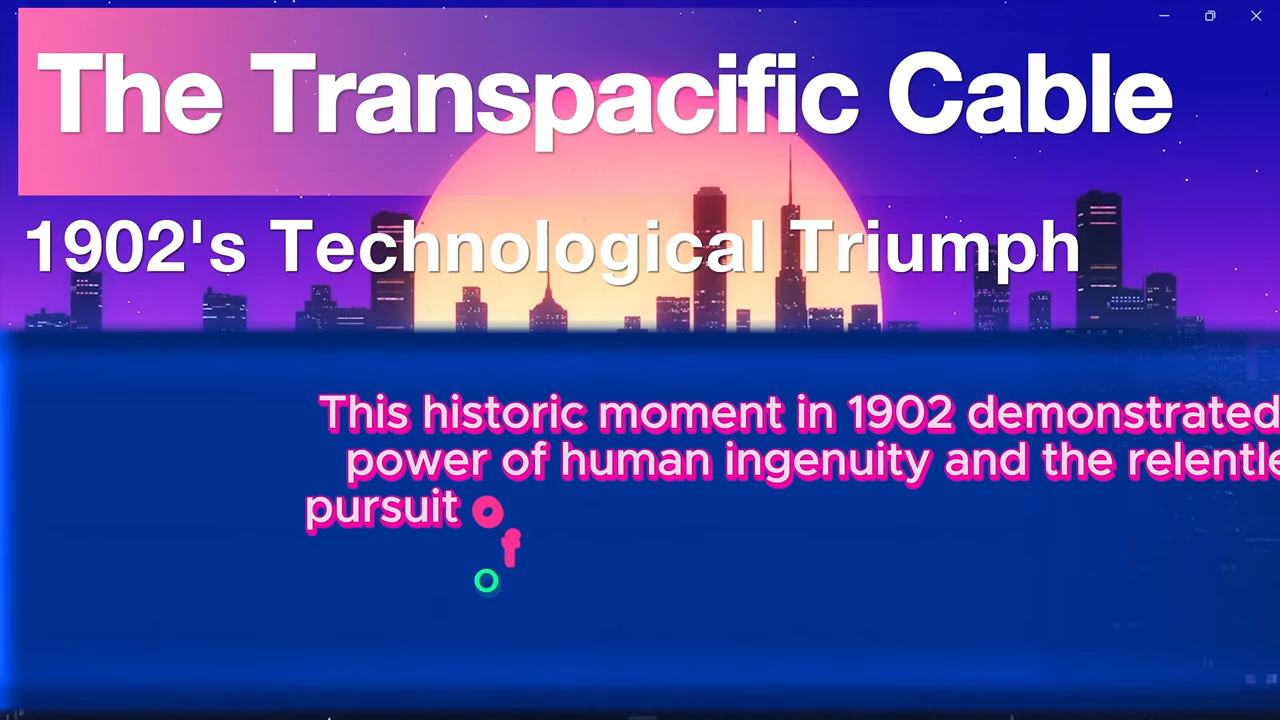 The Transpacific Cable
1902's Technological Triumph
This historic moment in 1902 demonstrated
power of human ingenuity and the
pursuit of